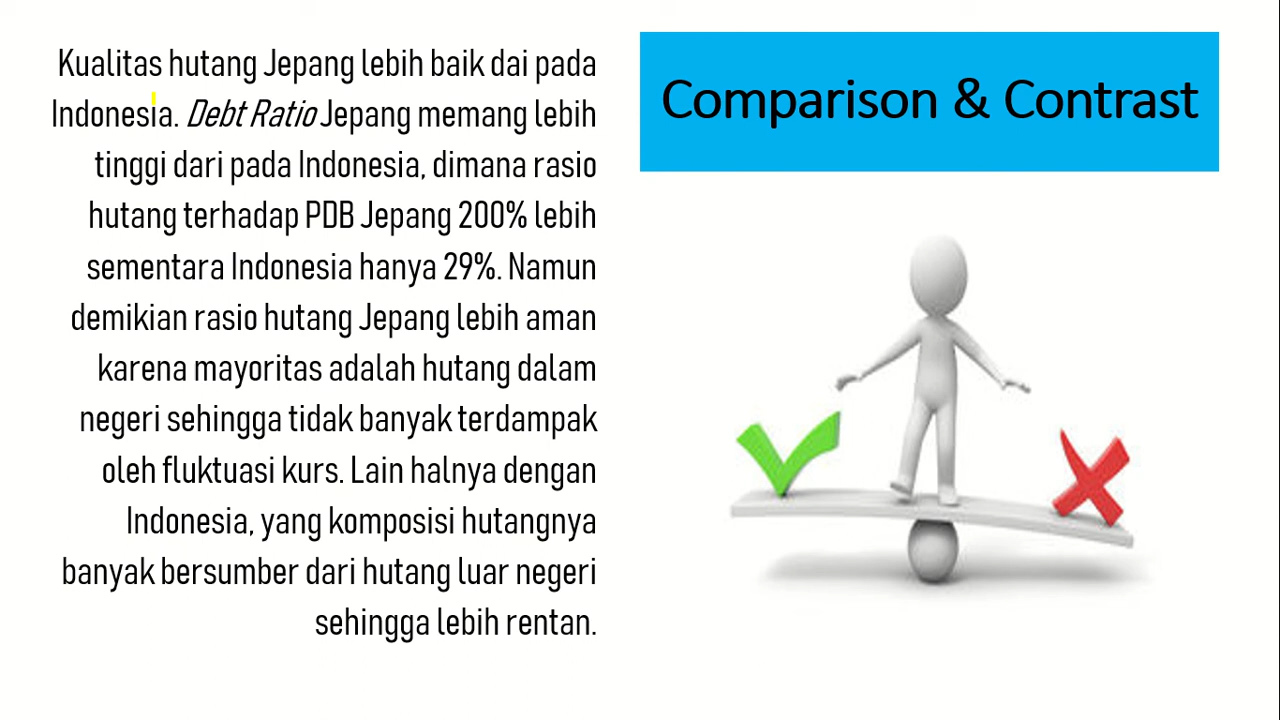 Kualitas hutang Jepang lebih baik dai pada
Indonesia. Debt Ratio Jepang memang lebih
tinggi dari pada Indonesia, dimana rasio
hutang terhadap PDB Jepang 200% lebih
sementara Indonesia hanya 29%. Namun
demikian rasio hutang Jepang lebih aman
karena mayoritas adalah hutang dalam
negeri sehingga tidak banyak terdampak
oleh fluktuasi kurs. Lain halnya dengan
Indonesia, yang komposisi hutangnya
banyak bersumber dari hutang luar negeri
sehingga lebih rentan.
Comparison & Contrast